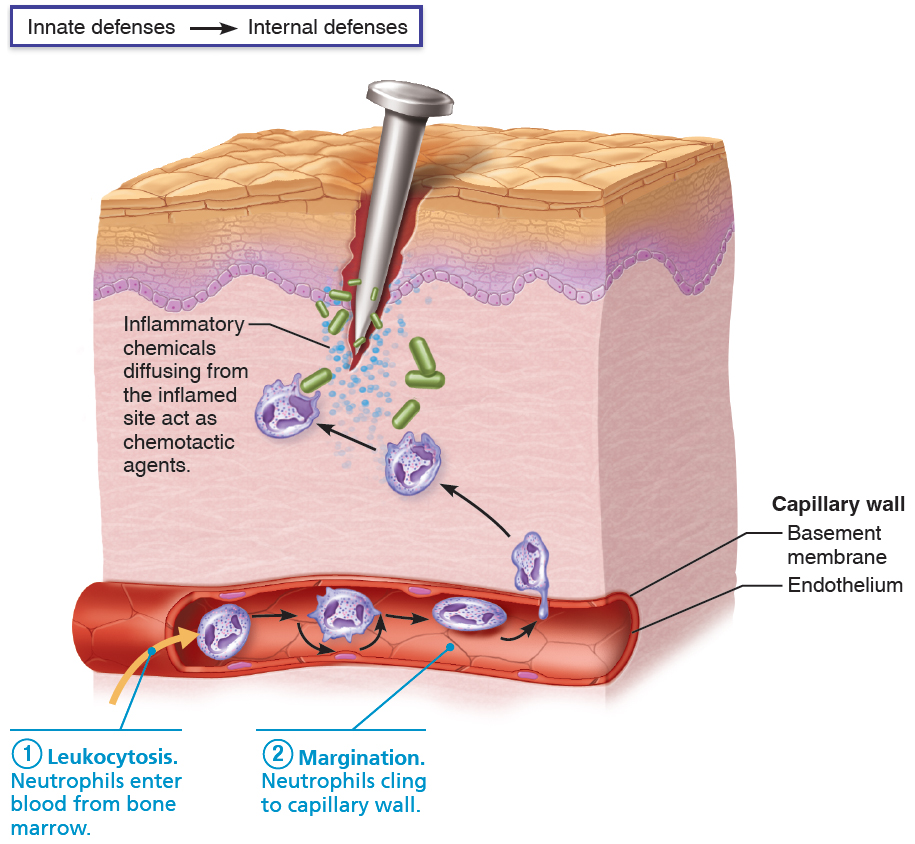 Innate defenses → Internal defenses
Inflammatory
chemicals
diffusing from
the inflamed
site act as
chemotactic
agents.
Capillary wall
Basement
membrane
Endothelium
1 Leukocytosis.
Neutrophils enter
blood from bone
marrow.
2 Margination.
Neutrophils cling
to capillary wall.